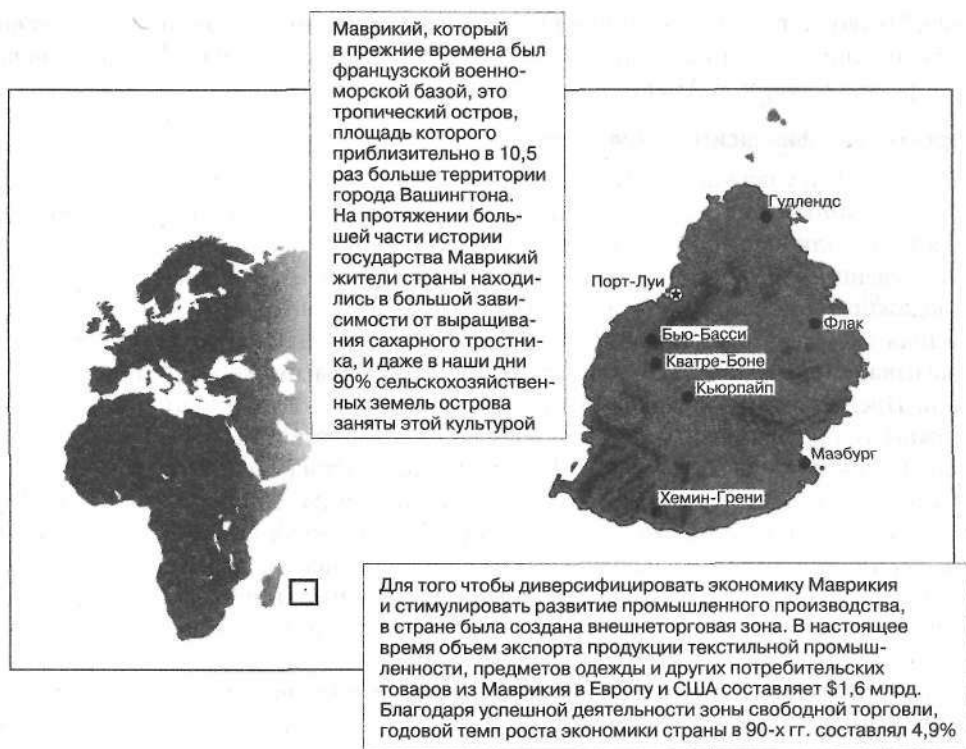 Маврикий, который
в прежние времена был
французской военно-
морской базой, это
тропический остров,
площадь которого
приблизительно в 10,5
раз больше территории
города Вашингтона.
На протяжении боль-
шей части истории
государства Маврикий
жители страны находи-
лись в большой зави-
симости от выращива-
ния сахарного тростни-
ка, и даже в наши дни
90% сельскохозяйствен-
ных земель острова
заняты этой культурой
Гудлендс
Порт-Луи
Флак
Бью-Басси
Кватре-Боне
Кьюрпайп
Маэбург
Хемин-Грени
Для того чтобы диверсифицировать экономику Маврикия
и стимулировать развитие промышленного производства,
в стране была создана внешнеторговая зона. В настоящее
время объем экспорта продукции текстильной промыш-
ленности, предметов одежды и других потребительских
товаров из Маврикия в Европу и США составляет $1,6 млрд.
Благодаря успешной деятельности зоны свободной торговли,
годовой темп роста экономики страны в 90-х гг. составлял 4,9%